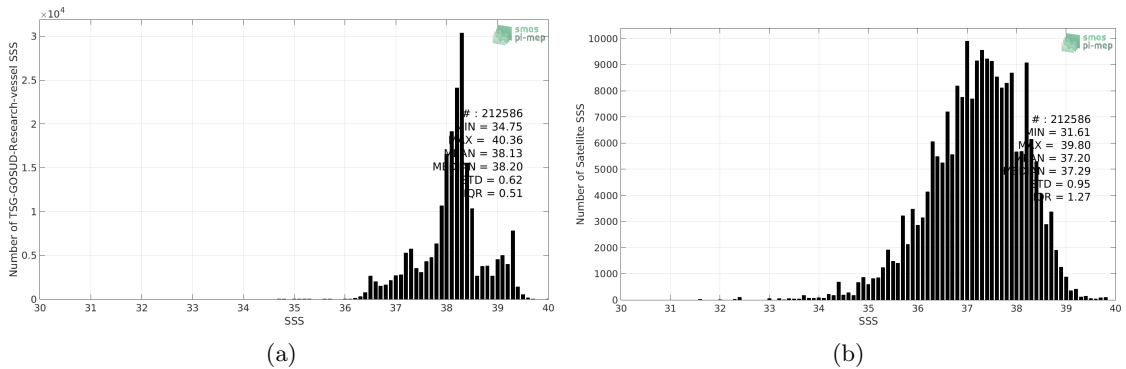 ×10⁴
smos
pi-mep
Number of TSG-GOSUD-Research-vessel SSS
3
2.5
2
1.5
1
0.5
0
# : 212586
MIN = 34.75
MAX = 40.36
MEAN = 38.13
MEDIAN = 38.20
STD = 0.62
IQR = 0.51
30 31 32 33 34 35 36 37 38 39 40
SSS
(a)
smos
pi-mep
Number of Satellite SSS
10000
9000
8000
7000
6000
5000
4000
3000
2000
1000
0
# : 212586
MIN = 31.61
MAX = 39.80
MEAN = 37.20
MEDIAN = 37.29
STD = 0.95
IQR = 1.27
30 31 32 33 34 35 36 37 38 39 40
SSS
(b)